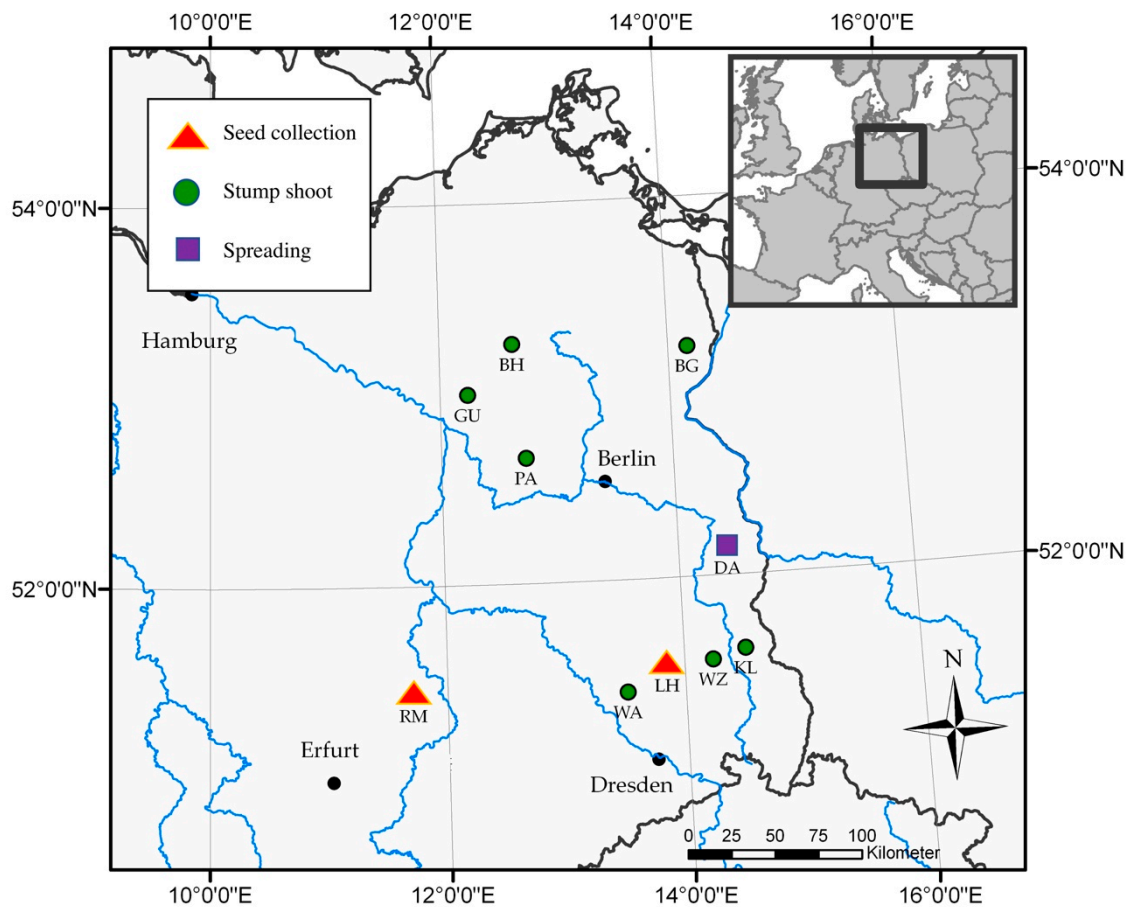 10°0'0"E 12°0'0"E 14°0'0"E 16°0'0"E
Seed collection
Stump shoot
Spreading
54°0'0"N
54°0'0"N
Hamburg
BH
BG
GU
Berlin
PA
52°0'0"N
DA
52°0'0"N
KL
WZ
LH
WA
RM
N
Erfurt
Dresden
0 25 50 75 100
Kilometer
10°0'0"E 12°0'0"E 14°0'0"E 16°0'0"E